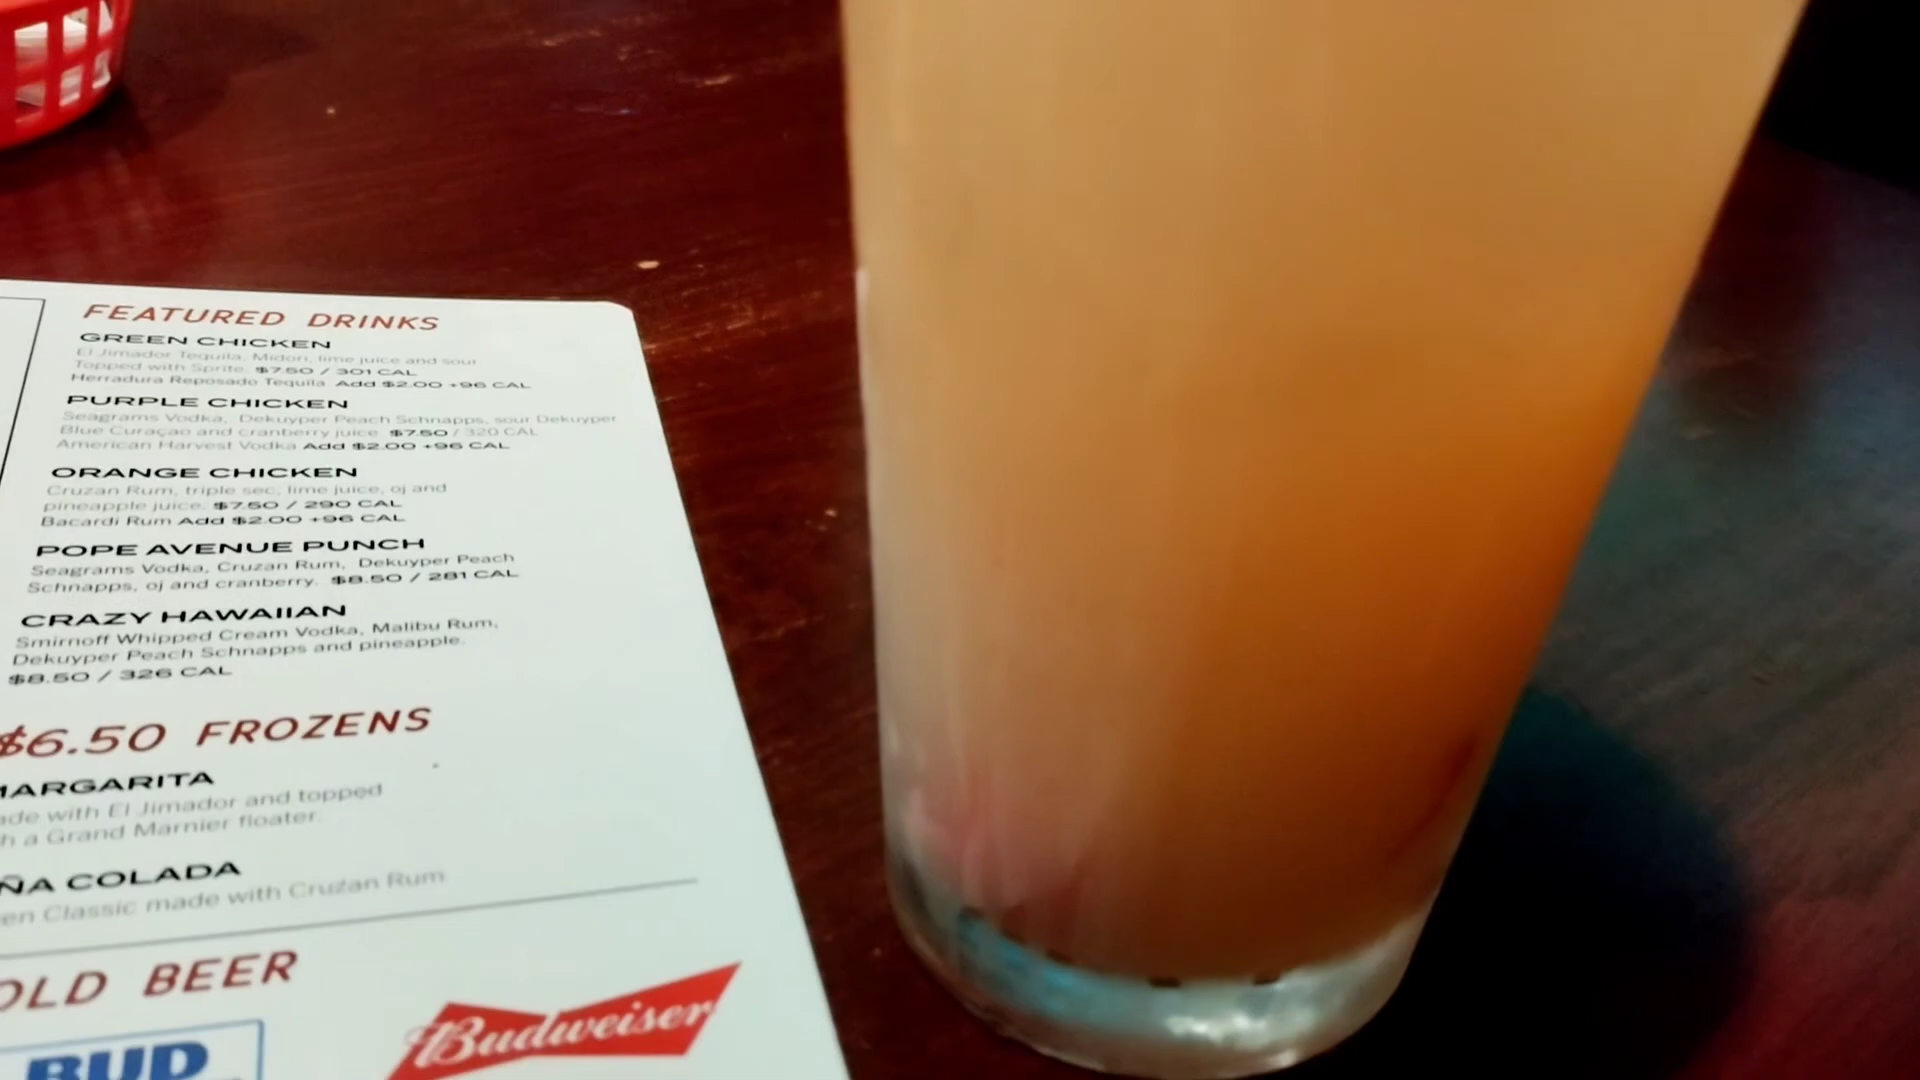 FEATURED DRINKS
GREEN CHICKEN
El Jimador Tequila, Midori, lime juice and sour
Topped with Sprite. $7.50 / 301 CAL
Herradura Reposado Tequila Add $2.00 +96 CAL
PURPLE CHICKEN
Seagrams Vodka, Dekuyper Peach Schnapps, sour Dekuyper
Blue Curaçao and cranberry juice $7.50 / 320 CAL
American Harvest Vodka Add $2.00 +96 CAL
ORANGE CHICKEN
Cruzan Rum, triple sec, lime juice, oj and
pineapple juice. $7.50 / 290 CAL
Bacardi Rum Add $2.00 +96 CAL
POPE AVENUE PUNCH
Seagrams Vodka, Cruzan Rum, Dekuyper Peach
Schnapps, oj and cranberry. $8.50 / 281 CAL
CRAZY HAWAIIAN
Smirnoff Whipped Cream Vodka, Malibu Rum,
Dekuyper Peach Schnapps and pineapple.
$8.50 / 326 CAL
$6.50 FROZENS
MARGARITA
ade with El Jimador and topped
h a Grand Marnier floater.
ÑA COLADA
en Classic made with Cruzan Rum
OLD BEER
BUD
Budweiser